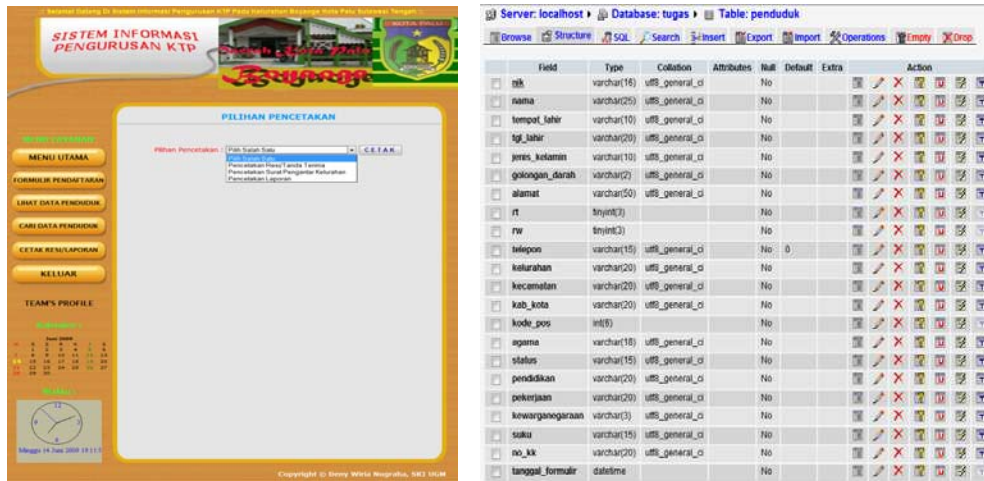 Selamat Datang Di Sistem Informasi Pengurusan KTP Pada Kelurahan Boyaoge Kota Palu Sulawesi Tengah
SISTEM INFORMASI
PENGURUSAN KTP
KOTA PALU
Boyaoge
MENU UTAMA
FORMULIR PENDAFTARAN
LIHAT DATA PENDUDUK
CARI DATA PENDUDUK
CETAK RESI/LAPORAN
KELUAR
TEAM'S PROFILE
Juni 2009
Minggu 14 Juni 2009 19:11:5
PILIHAN PENCETAKAN
Pilihan Pencetakan : Pilih Salah Satu CETAK
Pilih Salah Satu
Pencetakan Resi/Tanda Terima
Pencetakan Surat Pengantar Kelurahan
Pencetakan Laporan
Copyright © Deny Wiria Nugraha, SKI UGM
Server: localhost Database: tugas Table: penduduk
Browse Structure SQL Search Insert Export Import Operations Empty Drop
Field Type Collation Attributes Null Default Extra Action
nik varchar(16) utf8_general_ci No
nama varchar(25) utf8_general_ci No
tempat_lahir varchar(10) utf8_general_ci No
tgl_lahir varchar(20) utf8_general_ci No
jenis_kelamin varchar(10) utf8_general_ci No
golongan_darah varchar(2) utf8_general_ci No
alamat varchar(50) utf8_general_ci No
rt tinyint(3) No
rw tinyint(3) No
telepon varchar(15) utf8_general_ci No 0
kelurahan varchar(20) utf8_general_ci No
kecamatan varchar(20) utf8_general_ci No
kab_kota varchar(20) utf8_general_ci No
kode_pos int(6) No
agama varchar(18) utf8_general_ci No
status varchar(15) utf8_general_ci No
pendidikan varchar(20) utf8_general_ci No
pekerjaan varchar(20) utf8_general_ci No
kewarganegaraan varchar(3) utf8_general_ci No
suku varchar(15) utf8_general_ci No
no_kk varchar(20) utf8_general_ci No
tanggal_formulir datetime No